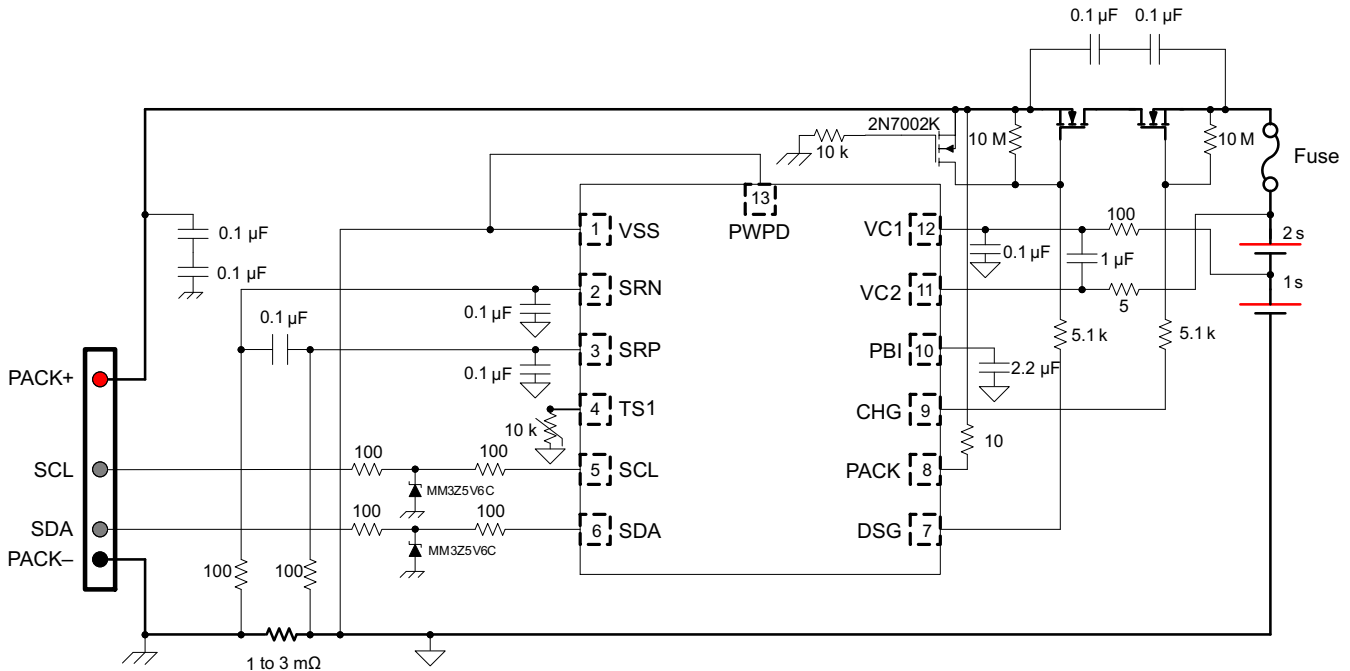 0.1 µF 0.1 µF
2N7002K
10 k
10 M
10 M
Fuse
13
PWPD
1 VSS
VC1 12
100
2 s
0.1 µF
0.1 µF
0.1 µF
1 µF
2 SRN
VC2 11
1 s
5
0.1 µF
0.1 µF
5.1 k
5.1 k
3 SRP
PBI 10
0.1 µF
2.2 µF
PACK+
4 TS1
CHG 9
10 k
10
100 100
SCL
5 SCL
PACK 8
MM3Z5V6C
100 100
SDA
6 SDA
DSG 7
MM3Z5V6C
PACK–
100 100
1 to 3 mΩ